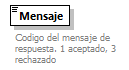 Mensaje
Codigo del mensaje de
respuesta. 1 aceptado, 3
rechazado